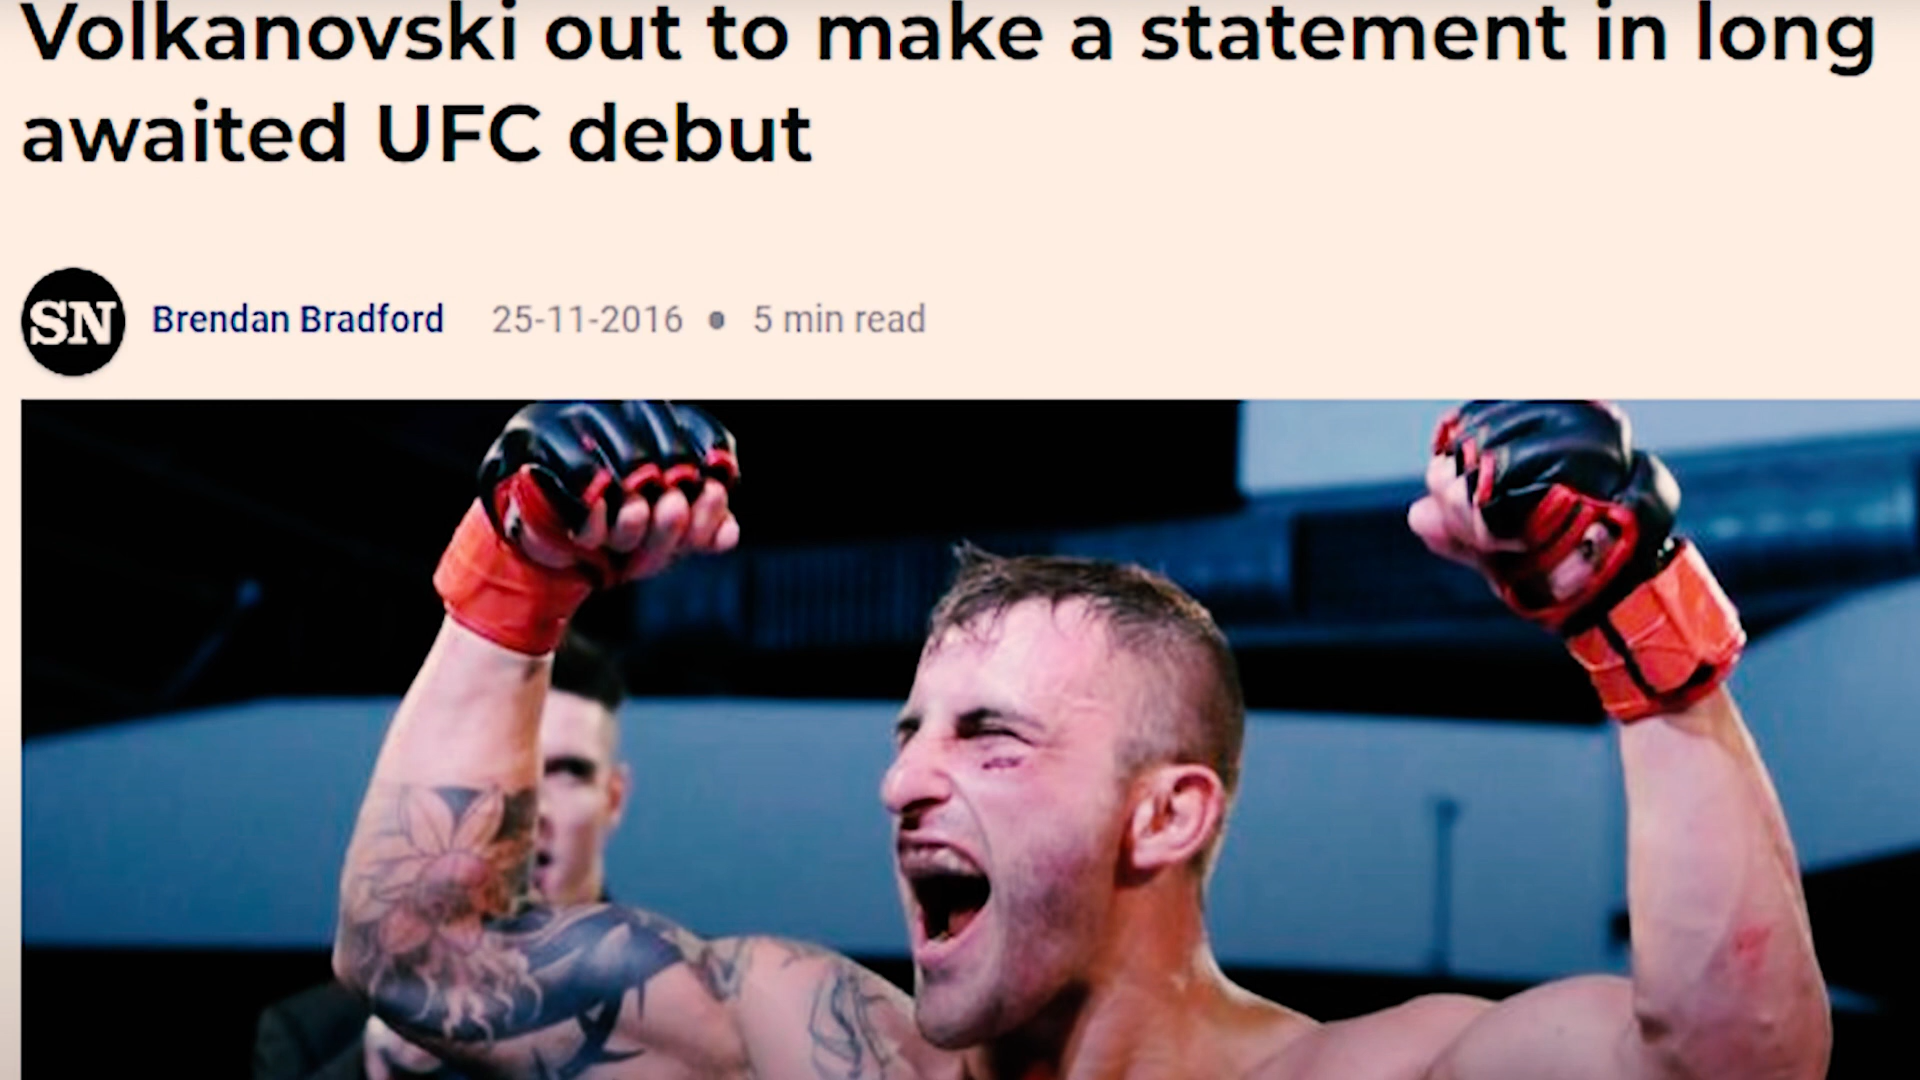 Volkanovski out to make a statement in long
awaited UFC debut
SN
Brendan Bradford 25-11-2016 • 5 min read